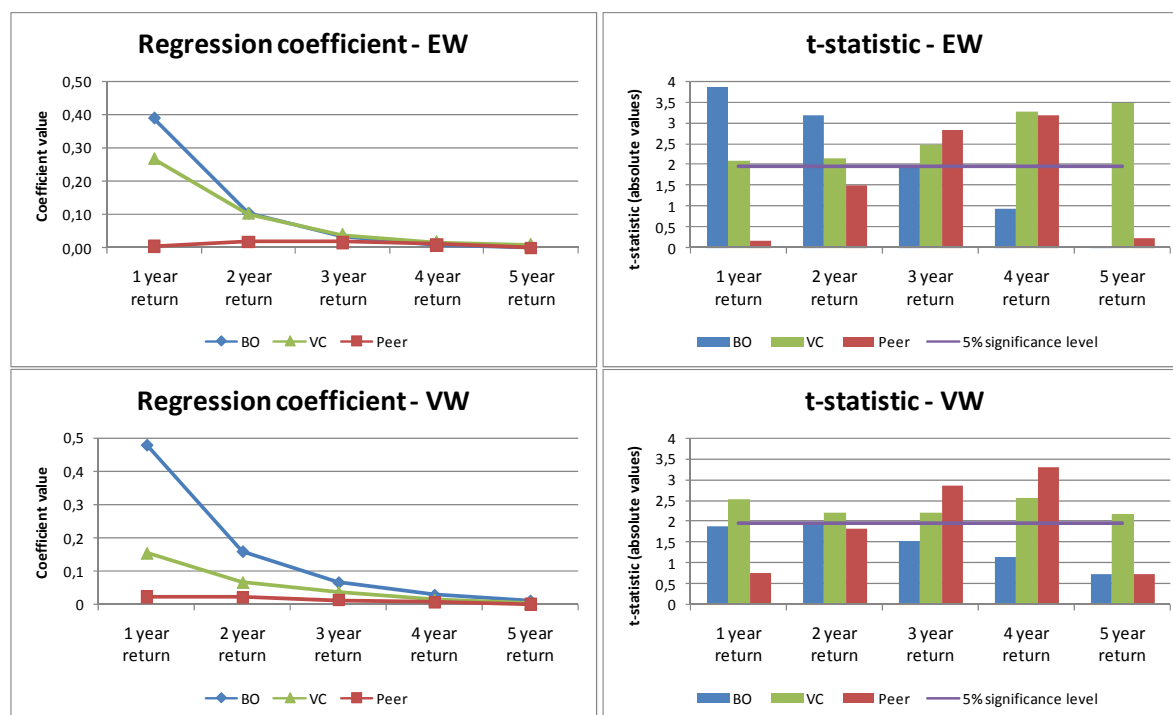 Regression coefficient - EW
Coefficient value
0,50
0,40
0,30
0,20
0,10
0,00
1 year return
2 year return
3 year return
4 year return
5 year return
BO VC Peer
t-statistic - EW
t-statistic (absolute values)
4
3,5
3
2,5
2
1,5
1
0,5
0
1 year return
2 year return
3 year return
4 year return
5 year return
BO VC Peer 5% significance level
Regression coefficient - VW
Coefficient value
0,5
0,4
0,3
0,2
0,1
0
1 year return
2 year return
3 year return
4 year return
5 year return
BO VC Peer
t-statistic - VW
t-statistic (absolute values)
4
3,5
3
2,5
2
1,5
1
0,5
0
1 year return
2 year return
3 year return
4 year return
5 year return
BO VC Peer 5% significance level